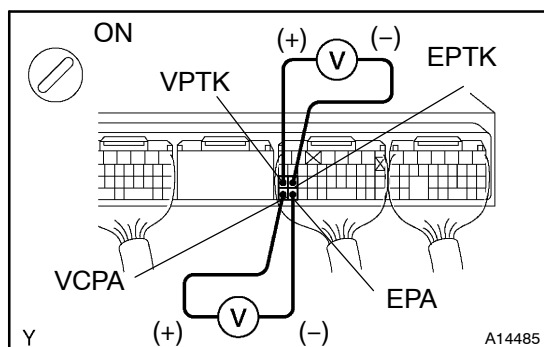 ON
(+) (−)
V
EPTK
VPTK
VCPA
EPA
V
(+) (−)
Y
A14485